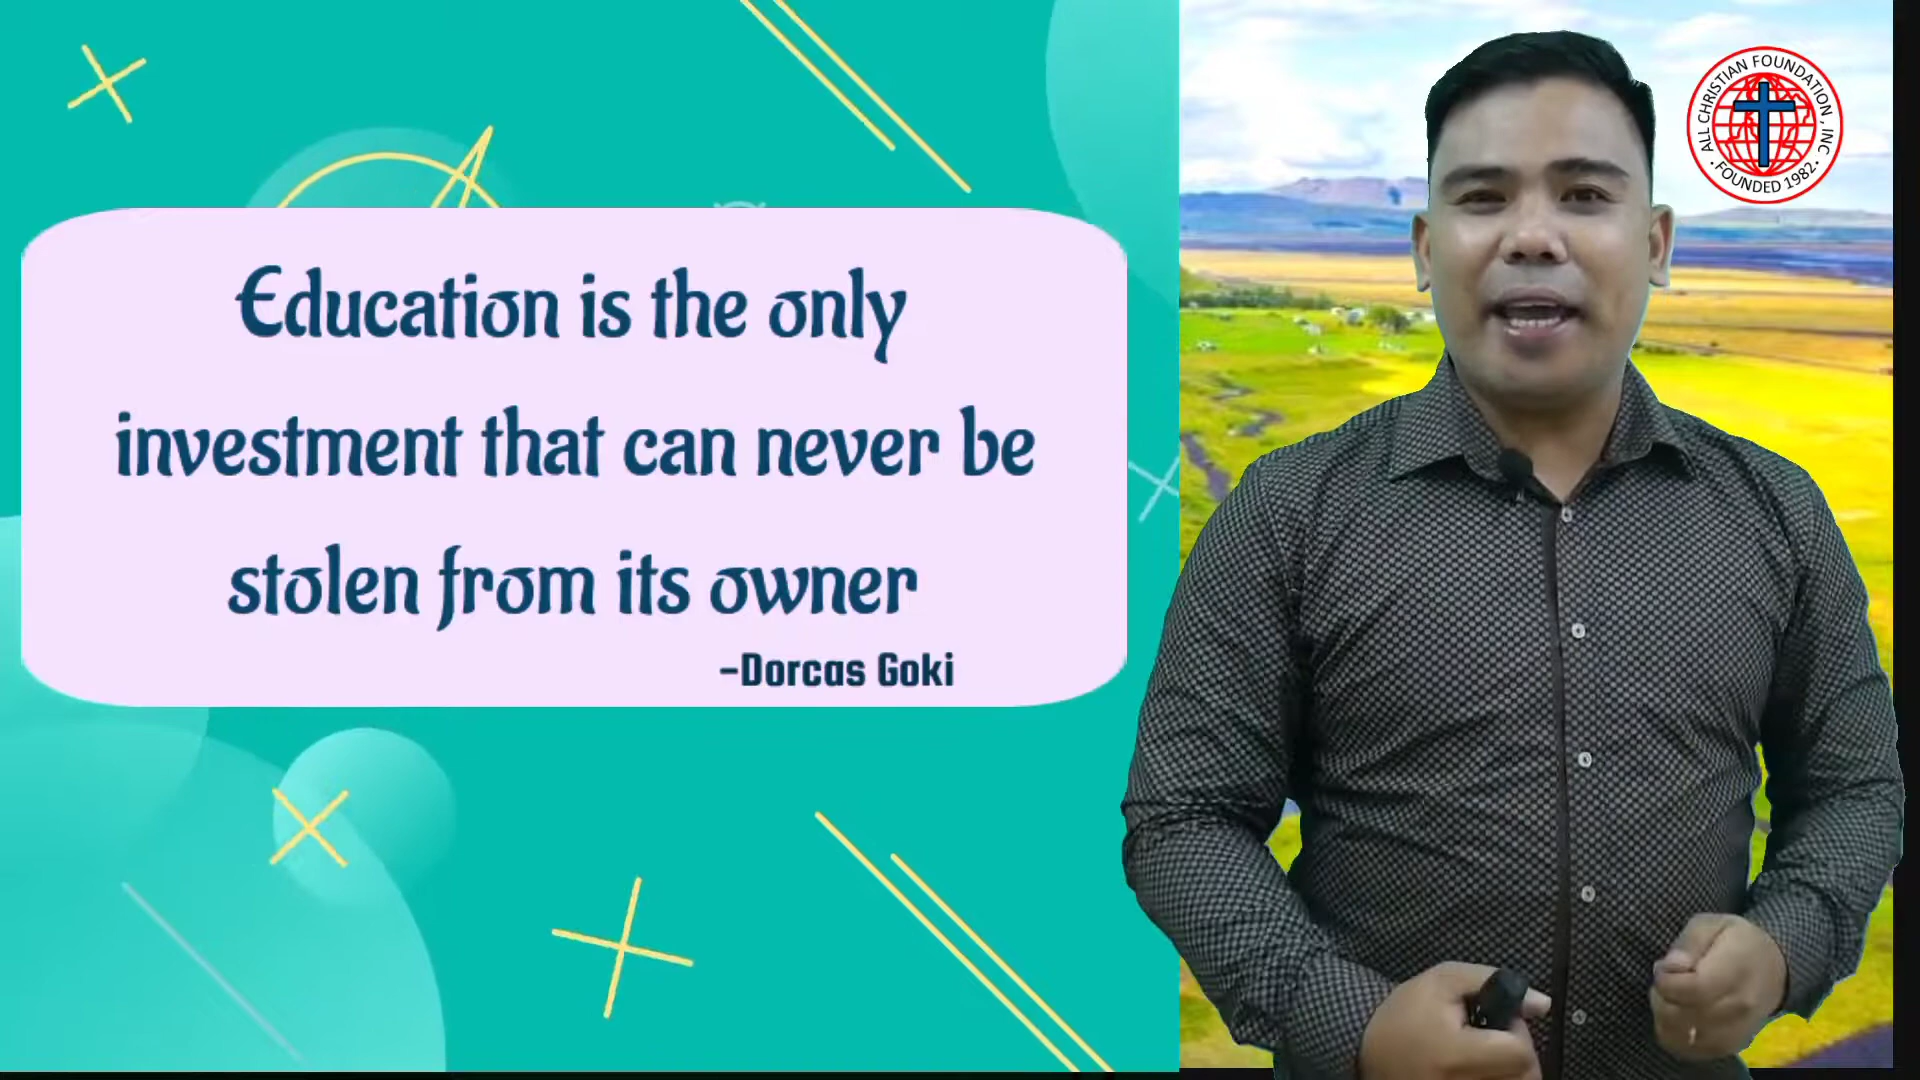 Education is the only
investment that can never be
stolen from its owner
-Dorcas Goki
ALL CHRISTIAN FOUNDATION, INC
• FOUNDED 1982 •